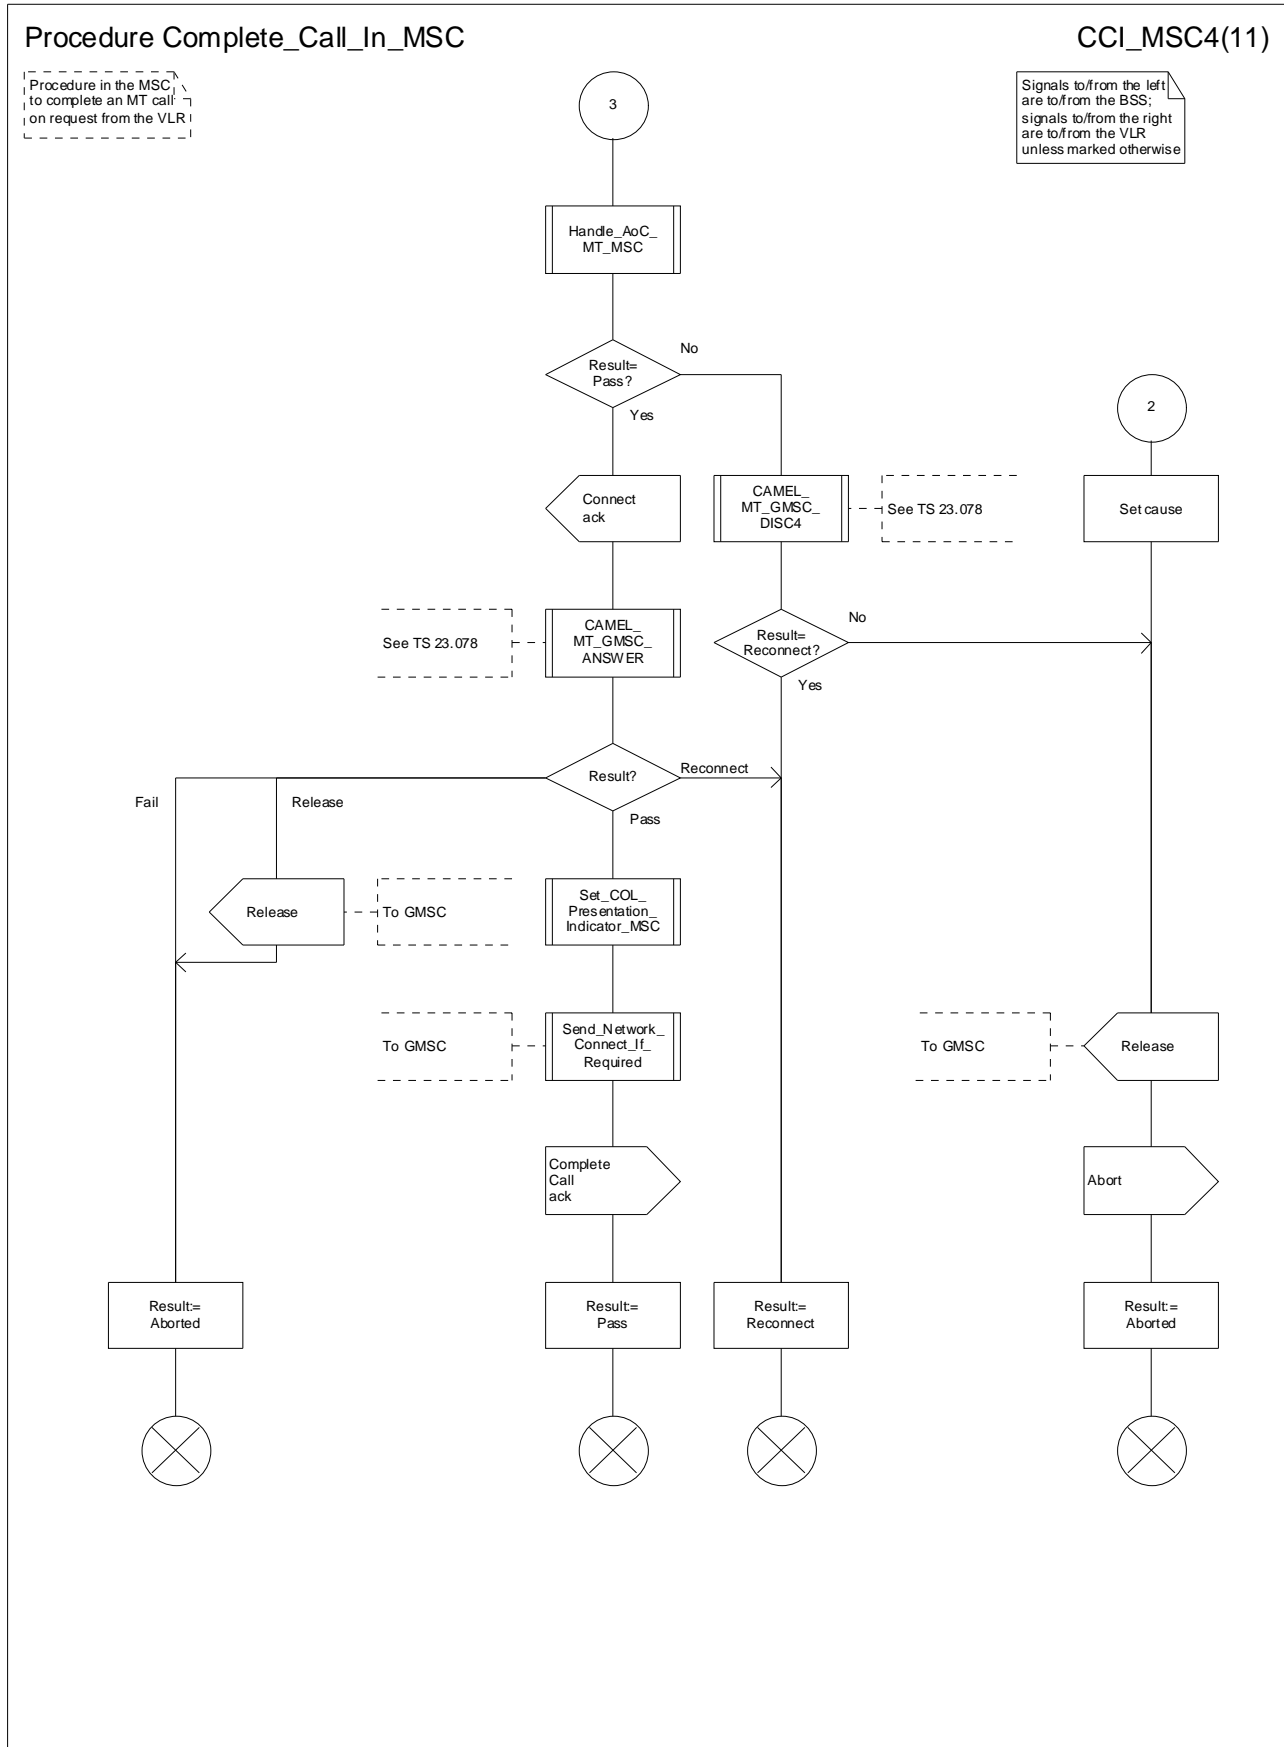 Procedure Complete_Call_In_MSC
CCI_MSC4(11)
Procedure in the MSC
to complete an MT call
on request from the VLR
Signals to/from the left
are to/from the BSS;
signals to/from the right
are to/from the VLR
unless marked otherwise
3
Handle_AoC_
MT_MSC
Result=
Pass?
No
Yes
2
Connect
ack
CAMEL_
MT_GMSC_
DISC4
See TS 23.078
Set cause
See TS 23.078
CAMEL_
MT_GMSC_
ANSWER
Result=
Reconnect?
No
Yes
Result?
Reconnect
Fail
Release
Pass
Release
To GMSC
Set_COL_
Presentation_
Indicator_MSC
To GMSC
Send_Network_
Connect_If_
Required
To GMSC
Release
Complete
Call
ack
Abort
Result:=
Aborted
Result:=
Pass
Result:=
Reconnect
Result:=
Aborted